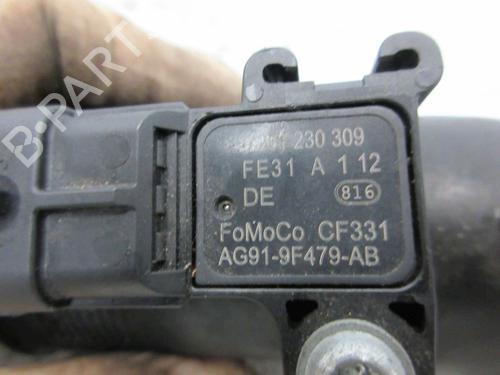 B-PARTS
230 309
FE31 A 1 12
DE 816
FoMoCo CF331
AG91-9F479-AB